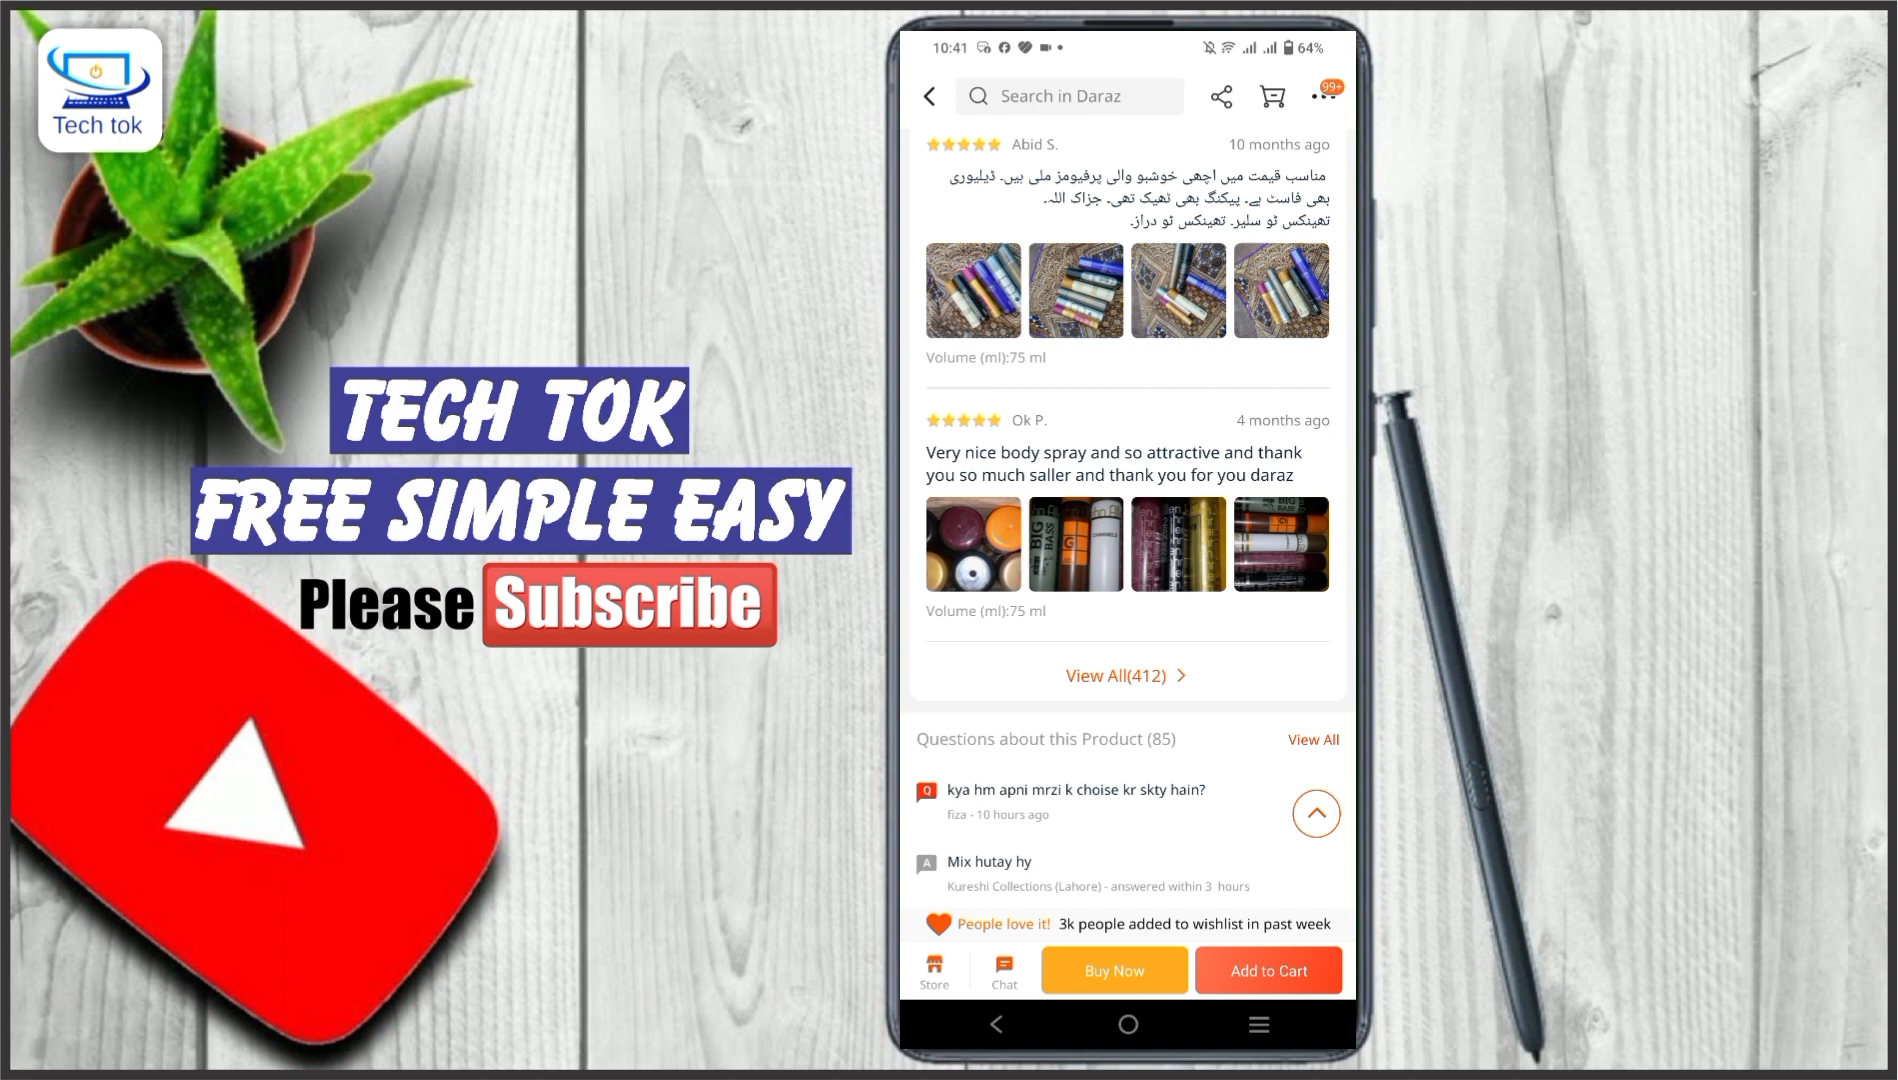 Tech tok
TECH TOK
FREE SIMPLE EASY
Please Subscribe
10:41
64%
Search in Daraz
99+
Abid S.
10 months ago
مناسب قیمت میں اچھی خوشبو والی پرفیومز ملی ہیں۔ ڈیلیوری
بھی فاسٹ ہے۔ پیکنگ بھی ٹھیک تھی۔ جزاک اللہ۔
تھینکس ٹو سلیر۔ تھینکس ٹو دراز۔
Volume (ml):75 ml
Ok P.
4 months ago
Very nice body spray and so attractive and thank
you so much saller and thank you for you daraz
BIG BASS
CHANNELS
Volume (ml):75 ml
View All(412)
Questions about this Product (85)
View All
Q kya hm apni mrzi k choise kr skty hain?
fiza - 10 hours ago
A Mix hutay hy
Kureshi Collections (Lahore) - answered within 3 hours
People love it! 3k people added to wishlist in past week
Store
Chat
Buy Now
Add to Cart